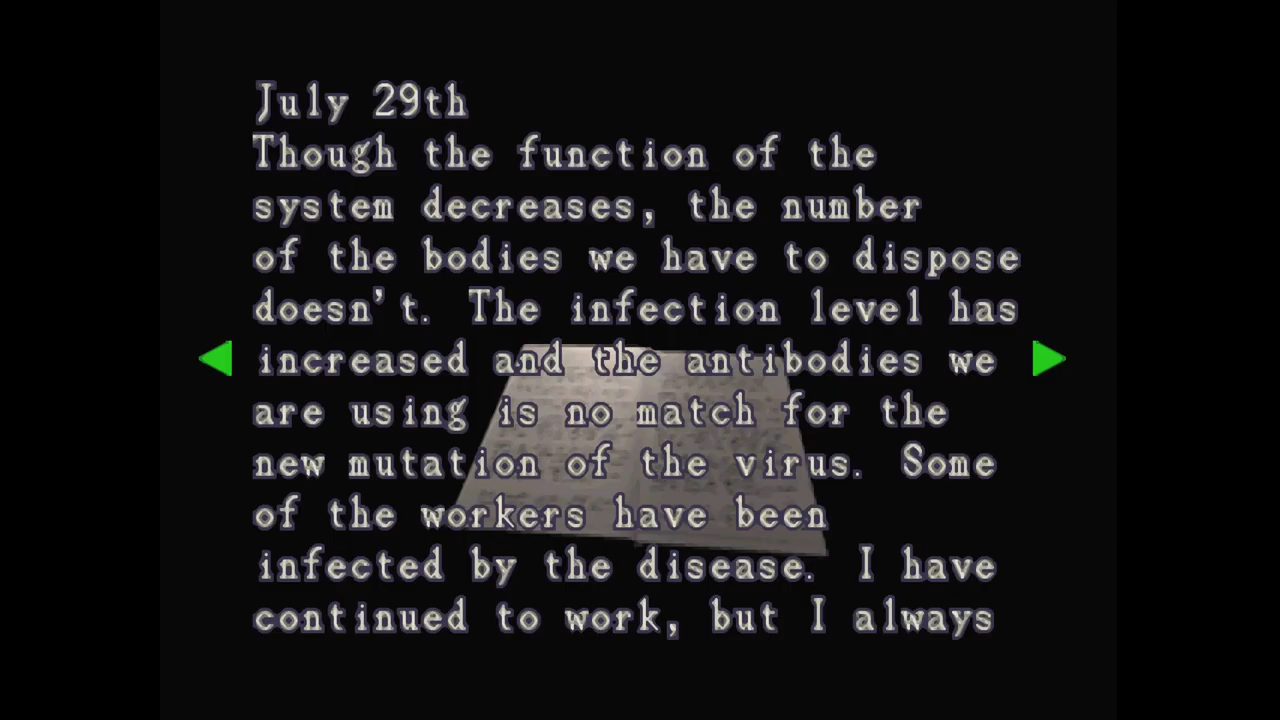 July 29th
Though the function of the
system decreases, the number
of the bodies we have to dispose
doesn't. The infection level has
increased and the antibodies we
are using is no match for the
new mutation of the virus. Some
of the workers have been
infected by the disease. I have
continued to work, but I always